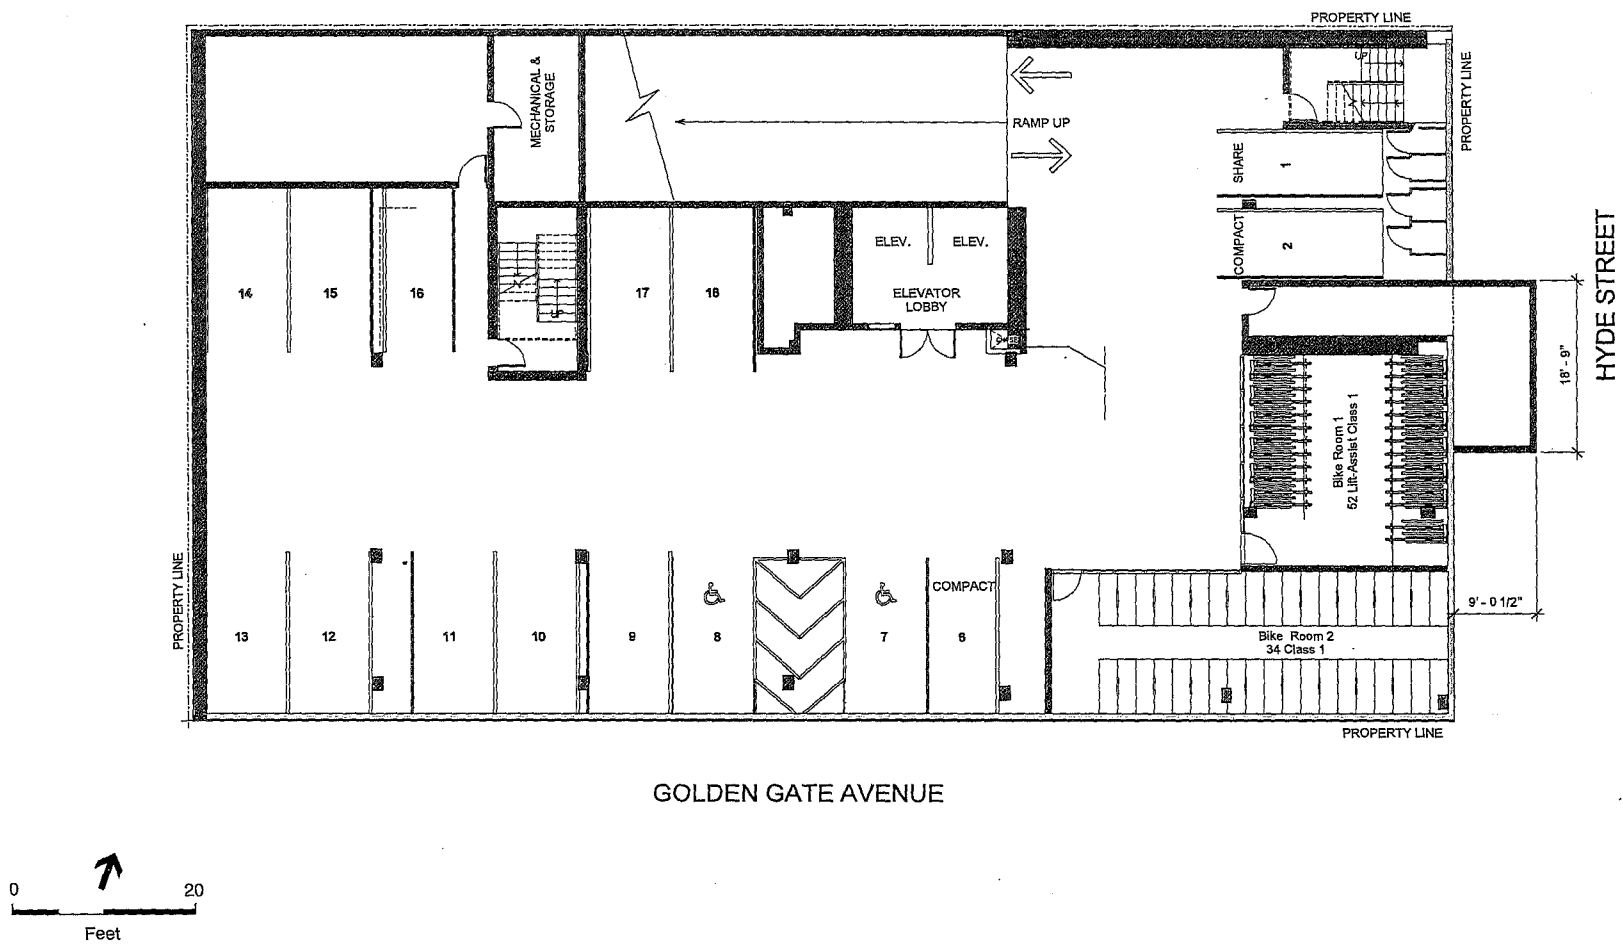 PROPERTY LINE
PROPERTY LINE
MECHANICAL &
STORAGE
UP
RAMP UP
SHARE
1
COMPACT
2
ELEV.
ELEV.
ELEVATOR
LOBBY
14
15
16
UP
17
18
HYDE STREET
18' - 9"
Bike Room 1
52 Lift-Assist Class 1
PROPERTY LINE
COMPACT
9' - 0 1/2"
13
12
11
10
9
8
7
6
Bike Room 2
34 Class 1
PROPERTY LINE
GOLDEN GATE AVENUE
0
20
Feet